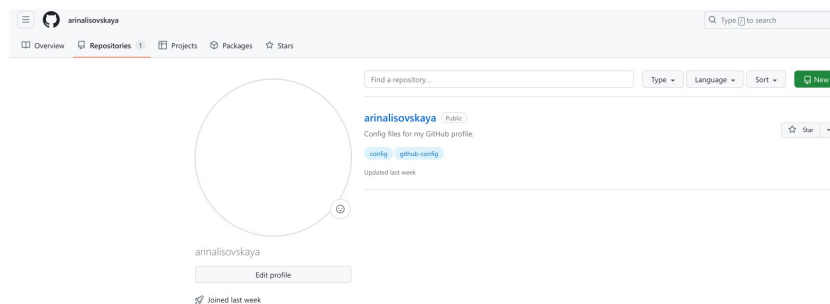 arinalisovskaya
Type / to search
Overview Repositories 1 Projects Packages Stars
Find a repository...
Type Language Sort New
arinalisovskaya Public
Star
Config files for my GitHub profile.
config github-config
Updated last week
arinalisovskaya
Edit profile
Joined last week